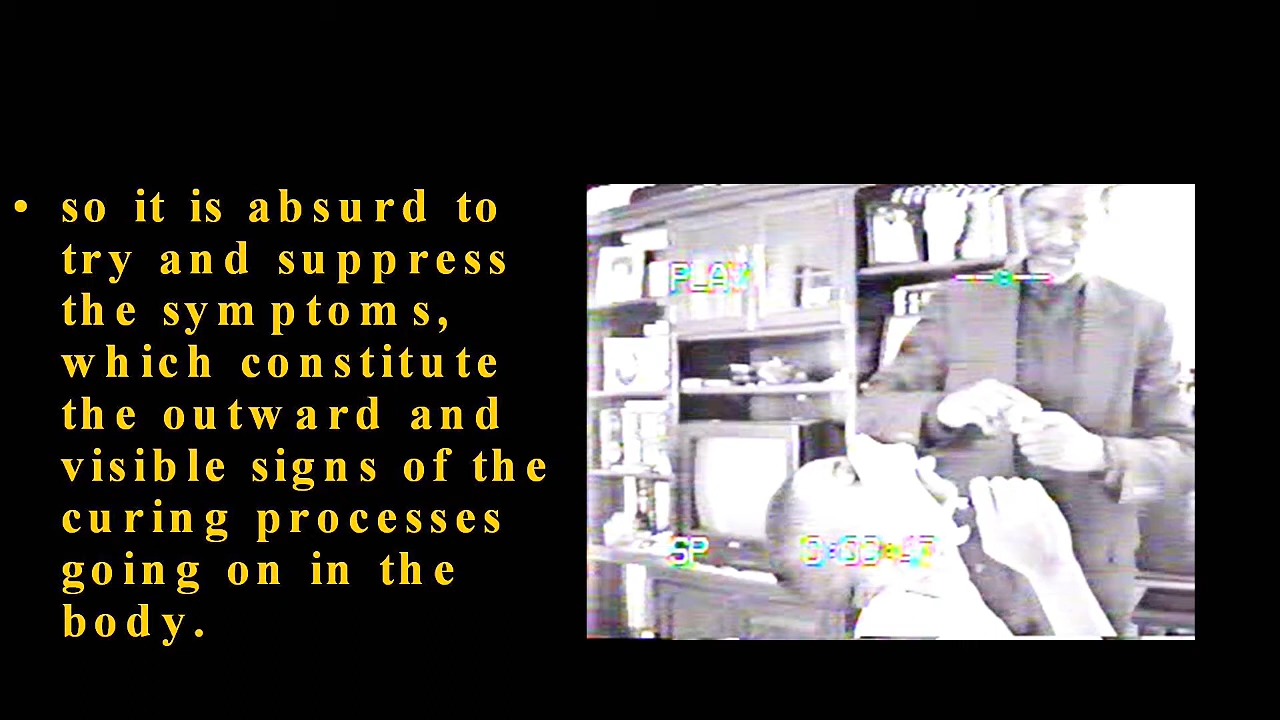 • so it is absurd to
try and suppress
the symptoms,
which constitute
the outward and
visible signs of the
curing processes
going on in the
body.
PLAY
SP